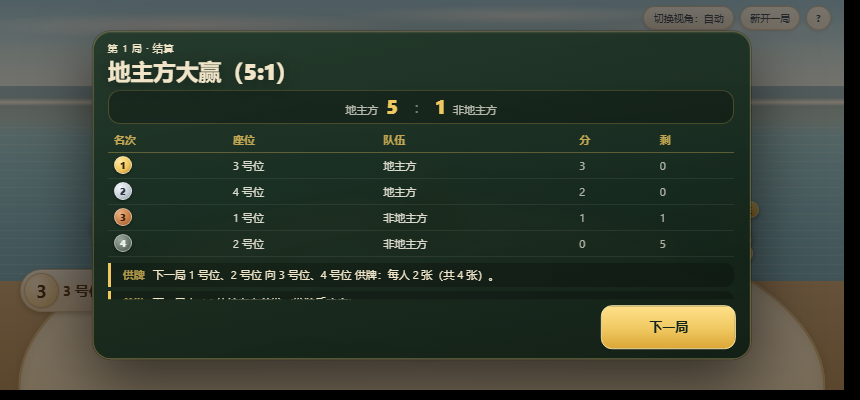 切换视角：自动 新开一局 ?
第 1 局 · 结算
地主方大赢（5:1）
地主方 5 : 1 非地主方
名次 座位 队伍 分 剩
1 3 号位 地主方 3 0
2 4 号位 地主方 2 0
3 1 号位 非地主方 1 1
4 2 号位 非地主方 0 5
供牌 下一局 1 号位、2 号位 向 3 号位、4 号位 供牌：每人 2 张（共 4 张）。
3 3 号
下一局